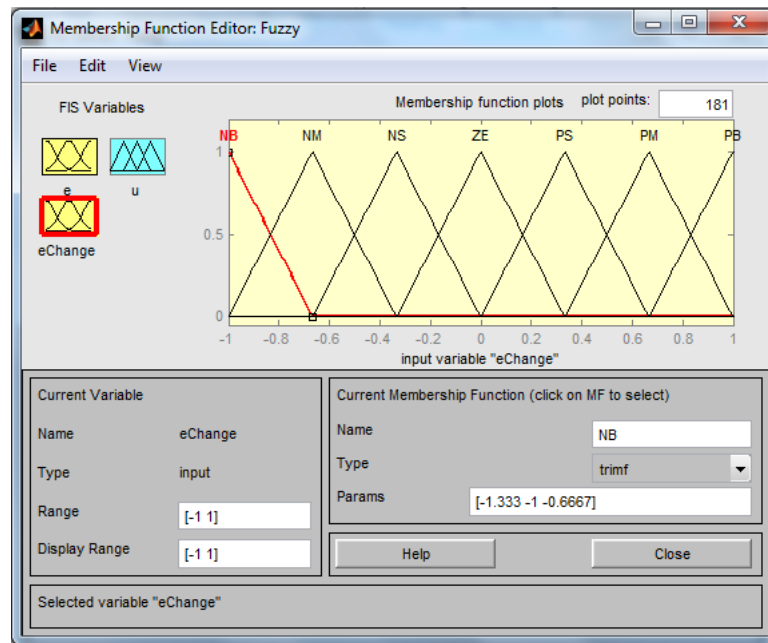 Membership Function Editor: Fuzzy
File Edit View
FIS Variables
Membership function plots plot points: 181
NB NM NS ZE PS PM PB
1
0.5
0
e u
eChange
-1 -0.8 -0.6 -0.4 -0.2 0 0.2 0.4 0.6 0.8 1
input variable "eChange"
Current Variable
Name eChange
Type input
Range [-1 1]
Display Range [-1 1]
Current Membership Function (click on MF to select)
Name NB
Type trimf
Params [-1.333 -1 -0.6667]
Help Close
Selected variable "eChange"